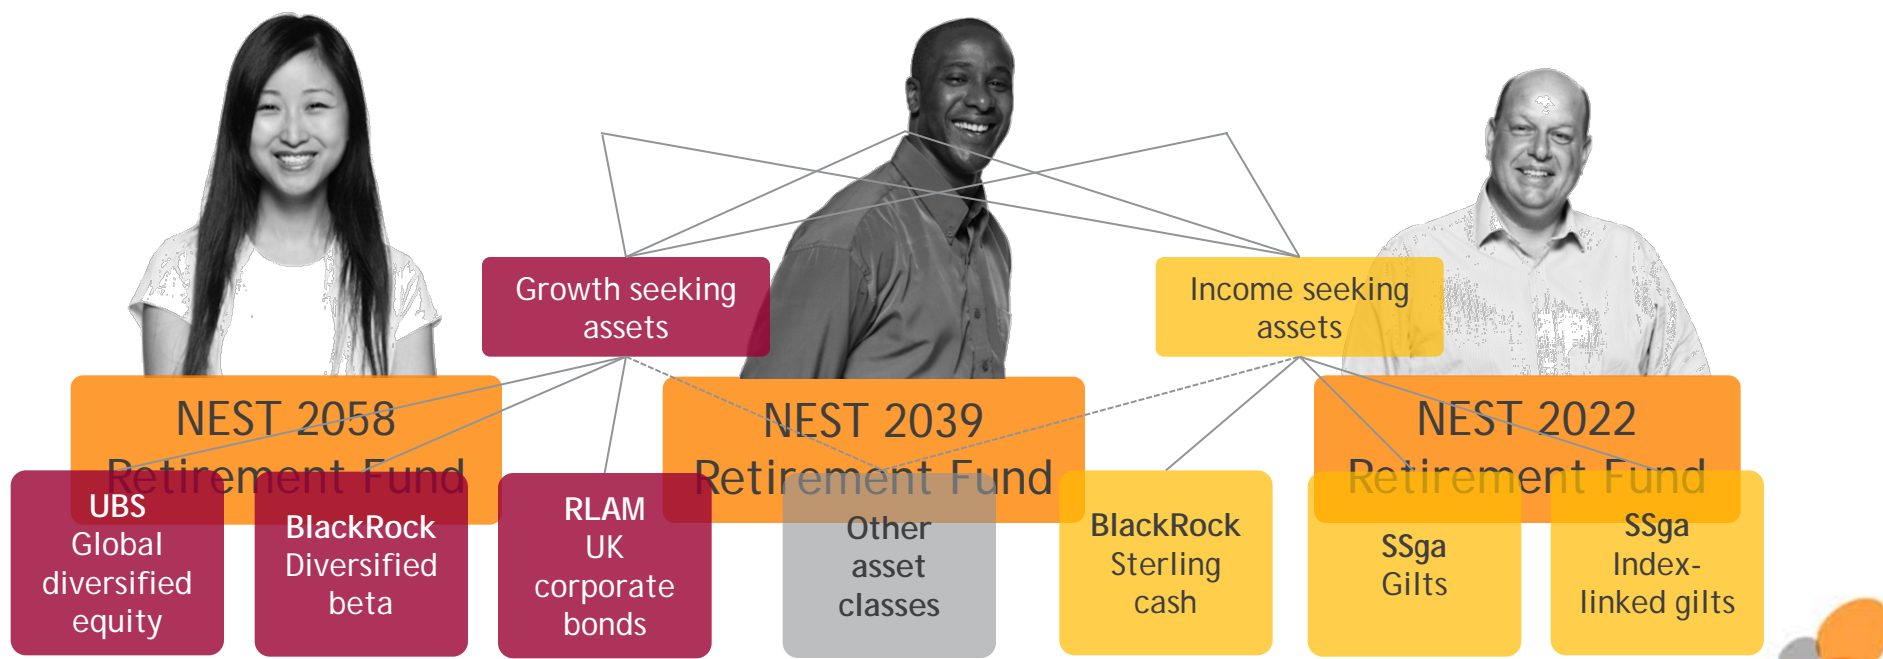 Growth seeking
assets
Income seeking
assets
NEST 2058
Retirement Fund
NEST 2039
Retirement Fund
NEST 2022
Retirement Fund
UBS
Global
diversified
equity
BlackRock
Diversified
beta
RLAM
UK
corporate
bonds
Other
asset
classes
BlackRock
Sterling
cash
SSga
Gilts
SSga
Index-
linked gilts